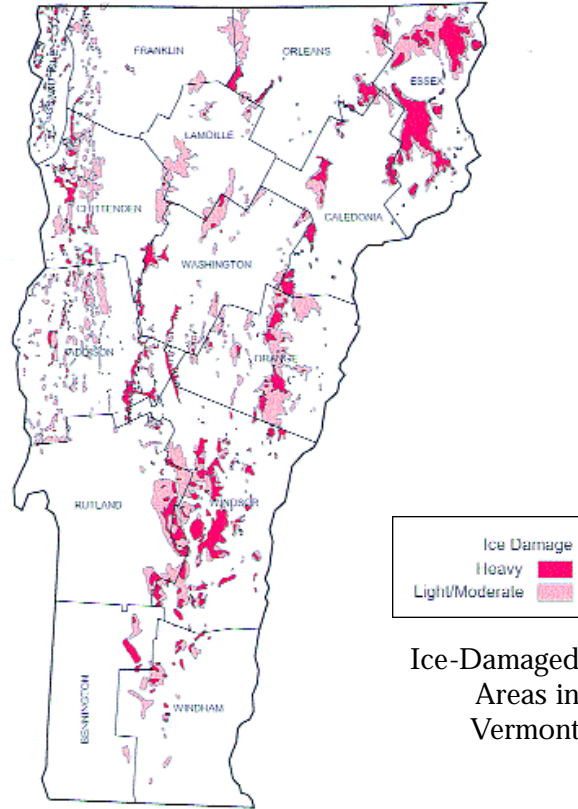 FRANKLIN
ORLEANS
ESSEX
LAMOILLE
CHITTENDEN
CALEDONIA
WASHINGTON
ADDISON
ORANGE
RUTLAND
WINDSOR
BENNINGTON
WINDHAM
Ice Damage
Heavy
Light/Moderate
Ice-Damaged
Areas in
Vermont